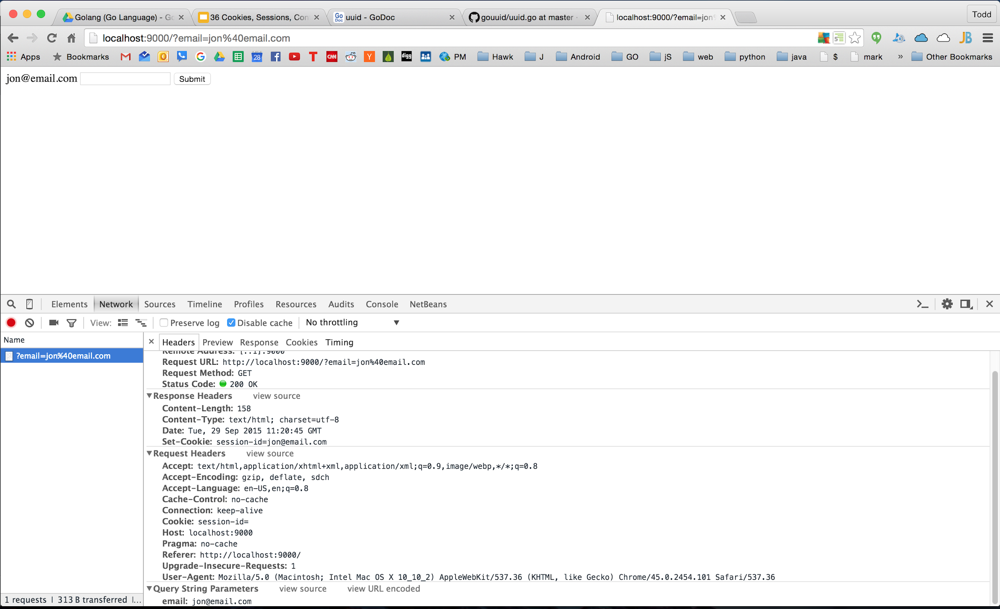 Golang (Go Language) - Go
36 Cookies, Sessions, Con
Go Doc uuid - GoDoc
gouuid/uuid.go at master ·
localhost:9000/?email=jon%
Todd
localhost:9000/?email=jon%40email.com
JB
Apps Bookmarks 28 T CNN Y digg PM Hawk J Android GO jS web python java $ mark » Other Bookmarks
jon@email.com Submit
Elements Network Sources Timeline Profiles Resources Audits Console NetBeans
View: Preserve log Disable cache No throttling
Name
Headers Preview Response Cookies Timing
?email=jon%40email.com
Remote Address: [::1]:9000
Request URL: http://localhost:9000/?email=jon%40email.com
Request Method: GET
Status Code: 200 OK
Response Headers view source
Content-Length: 158
Content-Type: text/html; charset=utf-8
Date: Tue, 29 Sep 2015 11:20:45 GMT
Set-Cookie: session-id=jon@email.com
Request Headers view source
Accept: text/html,application/xhtml+xml,application/xml;q=0.9,image/webp,*/*;q=0.8
Accept-Encoding: gzip, deflate, sdch
Accept-Language: en-US,en;q=0.8
Cache-Control: no-cache
Connection: keep-alive
Cookie: session-id=
Host: localhost:9000
Pragma: no-cache
Referer: http://localhost:9000/
Upgrade-Insecure-Requests: 1
User-Agent: Mozilla/5.0 (Macintosh; Intel Mac OS X 10_10_2) AppleWebKit/537.36 (KHTML, like Gecko) Chrome/45.0.2454.101 Safari/537.36
Query String Parameters view source view URL encoded
email: jon@email.com
1 requests | 313 B transferred |...